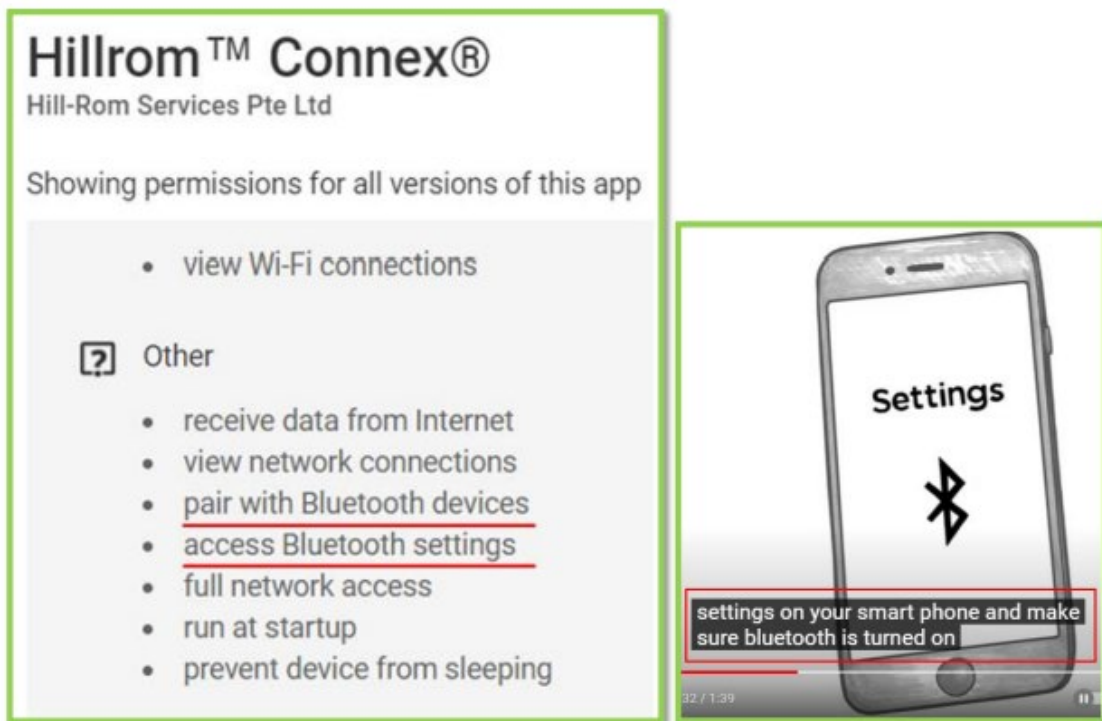 Hillrom™ Connex®
Hill-Rom Services Pte Ltd
Showing permissions for all versions of this app
• view Wi-Fi connections
Other
• receive data from Internet
• view network connections
• pair with Bluetooth devices
• access Bluetooth settings
• full network access
• run at startup
• prevent device from sleeping
Settings
settings on your smart phone and make
sure bluetooth is turned on
32 / 1:39